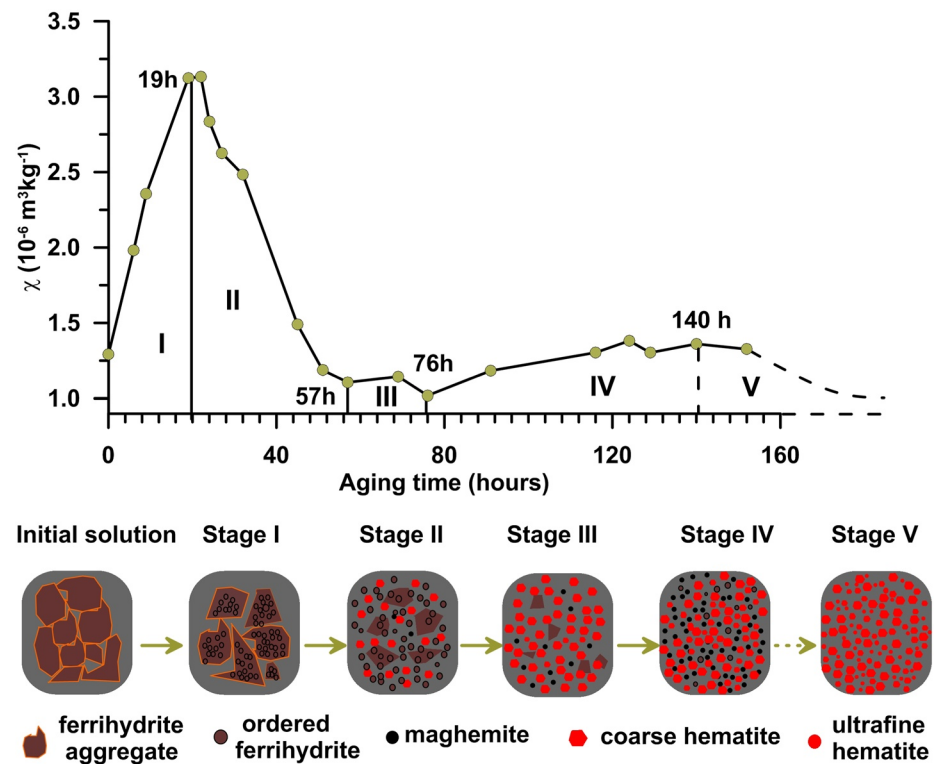 3.5
3.0
2.5
2.0
1.5
1.0
χ (10⁻⁶ m³kg⁻¹)
19h
I
II
57h
III
76h
IV
140 h
V
0
40
80
120
160
Aging time (hours)
Initial solution
Stage I
Stage II
Stage III
Stage IV
Stage V
ferrihydrite
aggregate
ordered
ferrihydrite
maghemite
coarse hematite
ultrafine
hematite